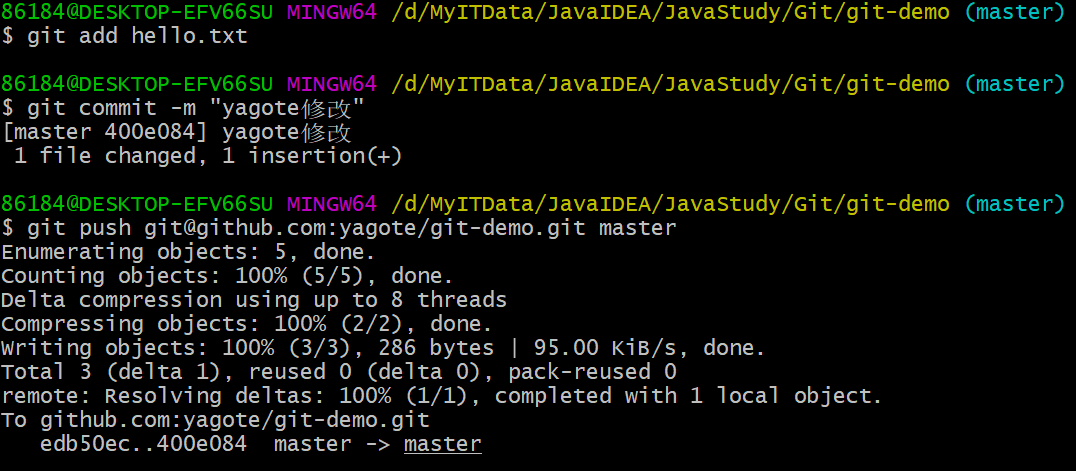 86184@DESKTOP-EFV66SU MINGW64 /d/MyITData/JavaIDEA/JavaStudy/Git/git-demo (master)
$ git add hello.txt
86184@DESKTOP-EFV66SU MINGW64 /d/MyITData/JavaIDEA/JavaStudy/Git/git-demo (master)
$ git commit -m "yagote修改"
[master 400e084] yagote修改
 1 file changed, 1 insertion(+)
86184@DESKTOP-EFV66SU MINGW64 /d/MyITData/JavaIDEA/JavaStudy/Git/git-demo (master)
$ git push git@github.com:yagote/git-demo.git master
Enumerating objects: 5, done.
Counting objects: 100% (5/5), done.
Delta compression using up to 8 threads
Compressing objects: 100% (2/2), done.
Writing objects: 100% (3/3), 286 bytes | 95.00 KiB/s, done.
Total 3 (delta 1), reused 0 (delta 0), pack-reused 0
remote: Resolving deltas: 100% (1/1), completed with 1 local object.
To github.com:yagote/git-demo.git
   edb50ec..400e084  master -> master